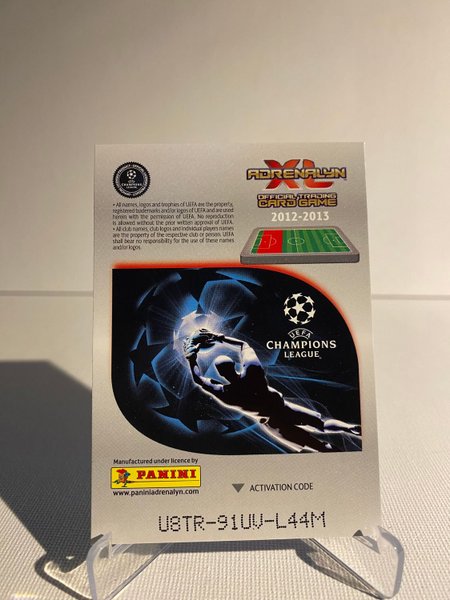 ADRENALYN
XL
OFFICIAL TRADING
CARD GAME
2012-2013
• All names, logos and trophies of UEFA are the property,
registered trademarks and/or logos of UEFA and are used
herein with the permission of UEFA. No reproduction
is allowed without the prior written approval of UEFA.
• All club names, club logos and individual players names
are the property of the respective club or person. UEFA
shall bear no responsibility for the use of these names
and/or logos.
UEFA
CHAMPIONS
LEAGUE
Manufactured under licence by
PANINI
www.paniniadrenalyn.com
ACTIVATION CODE
U8TR-91UV-L44M